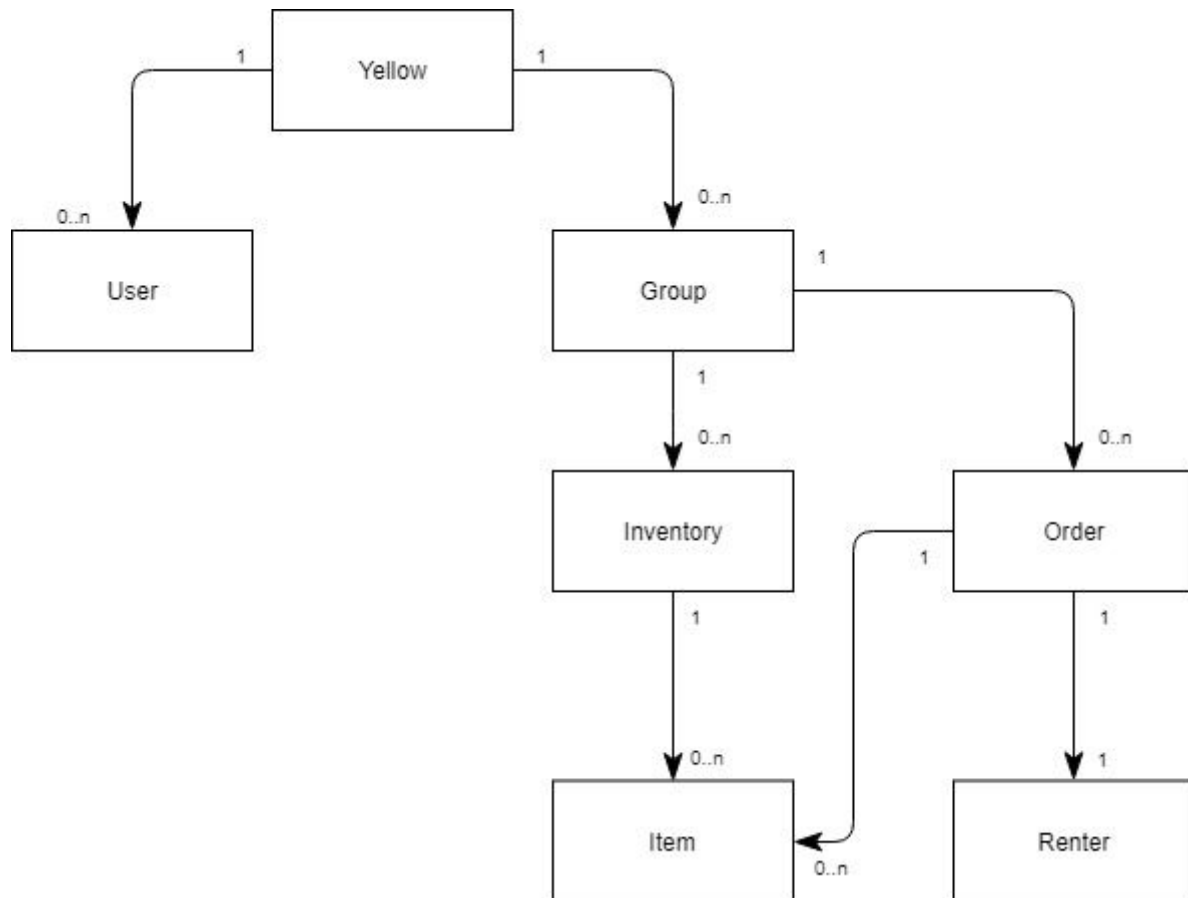 1
Yellow
1
0..n
0..n
User
Group
1
1
0..n
0..n
Inventory
Order
1
1
1
0..n
1
Item
0..n
Renter